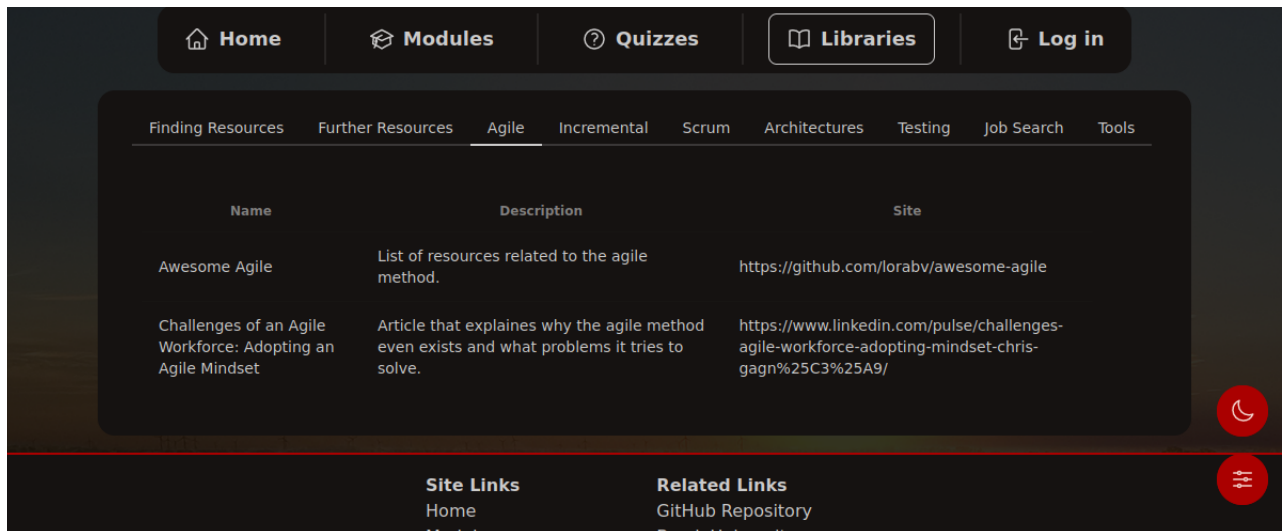 Home Modules Quizzes Libraries Log in
Finding Resources Further Resources Agile Incremental Scrum Architectures Testing Job Search Tools
Name Description Site
Awesome Agile
List of resources related to the agile
method.
https://github.com/lorabv/awesome-agile
Challenges of an Agile
Workforce: Adopting an
Agile Mindset
Article that explaines why the agile method
even exists and what problems it tries to
solve.
https://www.linkedin.com/pulse/challenges-
agile-workforce-adopting-mindset-chris-
gagn%25C3%25A9/
Site Links
Home
Related Links
GitHub Repository